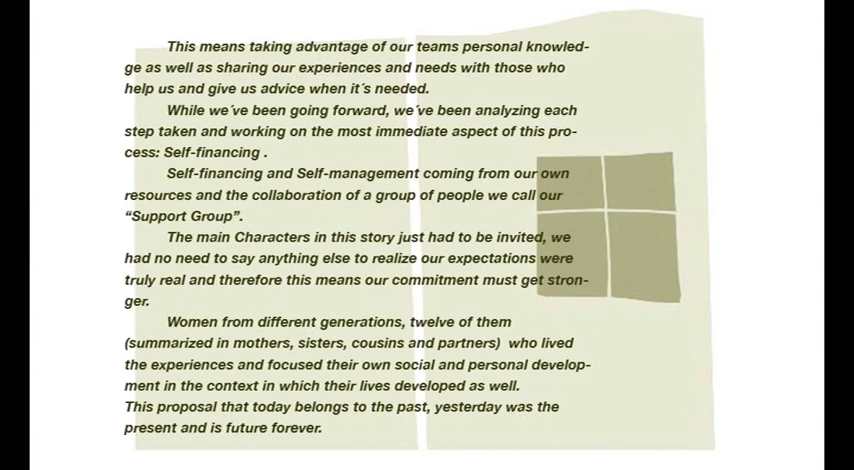 This means taking advantage of our teams personal knowled-
ge as well as sharing our experiences and needs with those who
help us and give us advice when it´s needed.
While we´ve been going forward, we´ve been analyzing each
step taken and working on the most immediate aspect of this pro-
cess: Self-financing .
Self-financing and Self-management coming from our own
resources and the collaboration of a group of people we call our
“Support Group”.
The main Characters in this story just had to be invited, we
had no need to say anything else to realize our expectations were
truly real and therefore this means our commitment must get stron-
ger.
Women from different generations, twelve of them
(summarized in mothers, sisters, cousins and partners)  who lived
the experiences and focused their own social and personal develop-
ment in the context in which their lives developed as well.
This proposal that today belongs to the past, yesterday was the
present and is future forever.